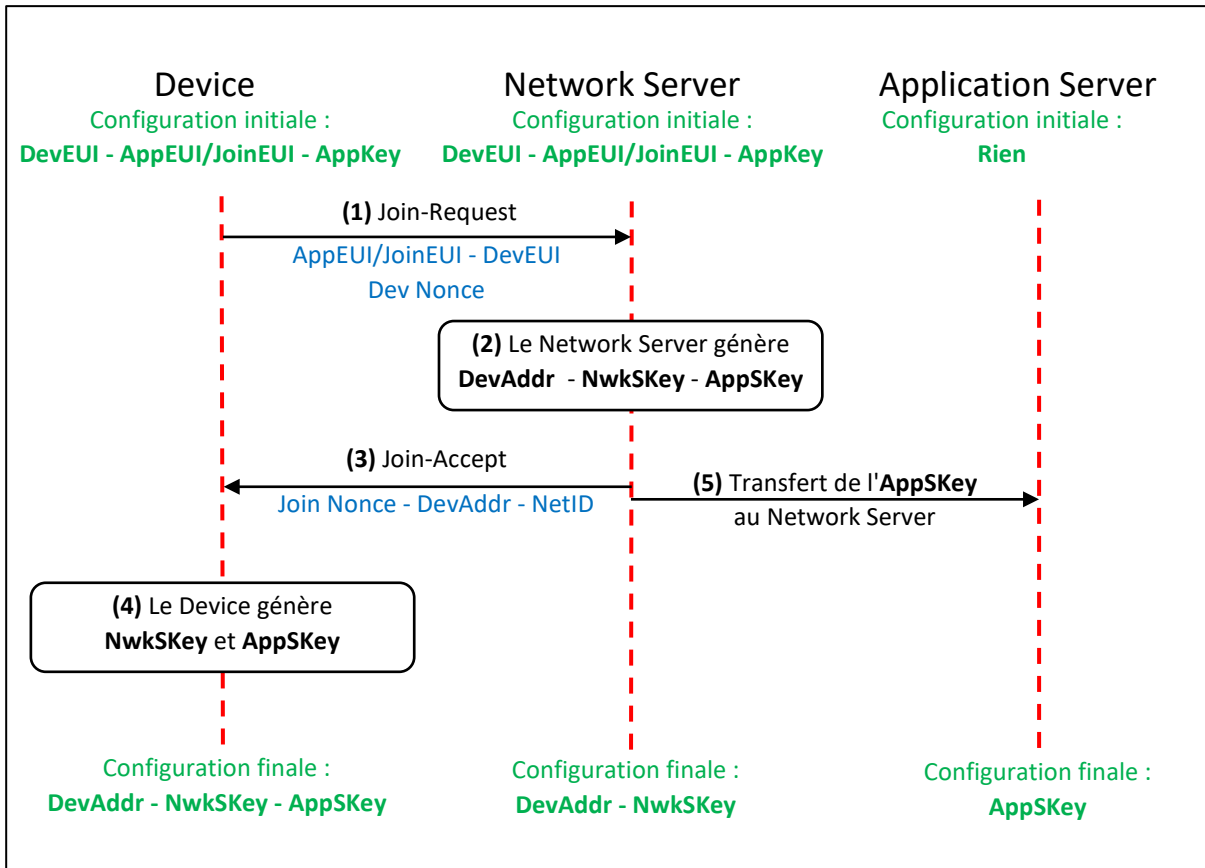 Device
Network Server
Application Server
Configuration initiale :
Configuration initiale :
Configuration initiale :
DevEUI - AppEUI/JoinEUI - AppKey
DevEUI - AppEUI/JoinEUI - AppKey
Rien
(1) Join-Request
AppEUI/JoinEUI - DevEUI
Dev Nonce
(2) Le Network Server génère
DevAddr - NwkSKey - AppSKey
(3) Join-Accept
Join Nonce - DevAddr - NetID
(5) Transfert de l'AppSKey
au Network Server
(4) Le Device génère
NwkSKey et AppSKey
Configuration finale :
DevAddr - NwkSKey - AppSKey
Configuration finale :
DevAddr - NwkSKey
Configuration finale :
AppSKey